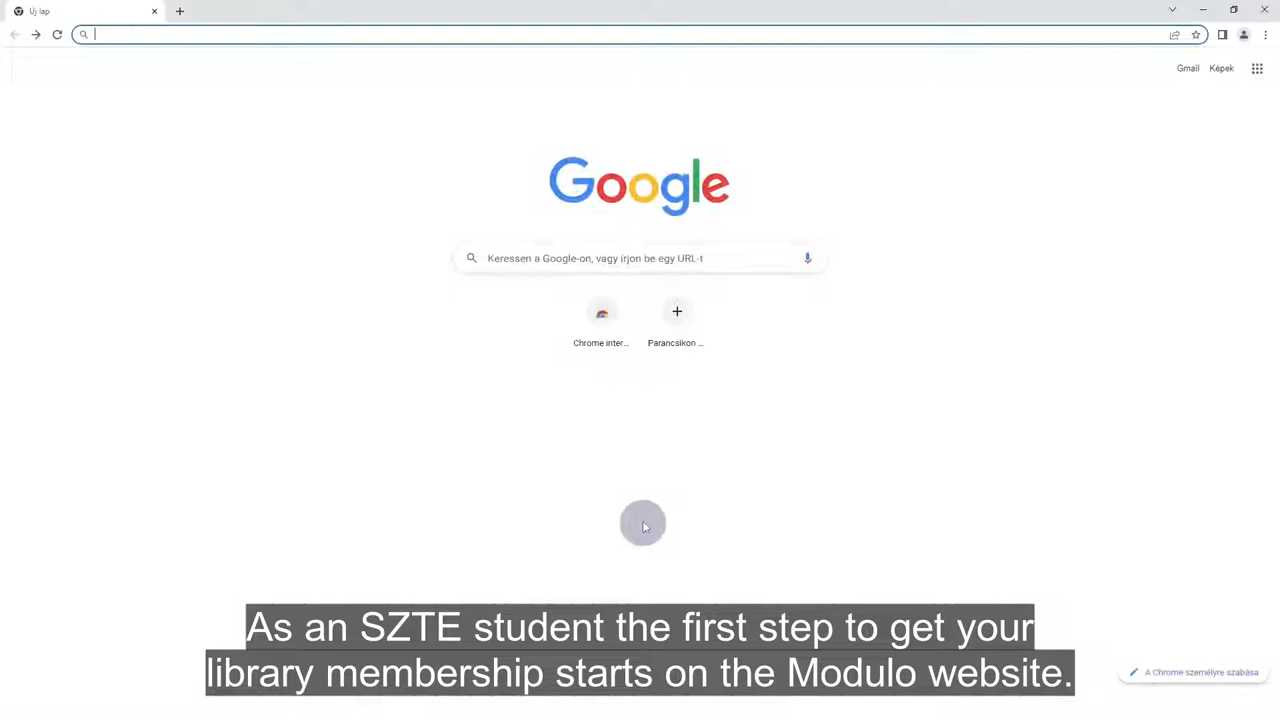 Új lap
Gmail
Képek
Google
Keressen a Google-on, vagy írjon be egy URL-t
Chrome inter...
Parancsikon ...
As an SZTE student the first step to get your
library membership starts on the Modulo website.
A Chrome személyre szabása